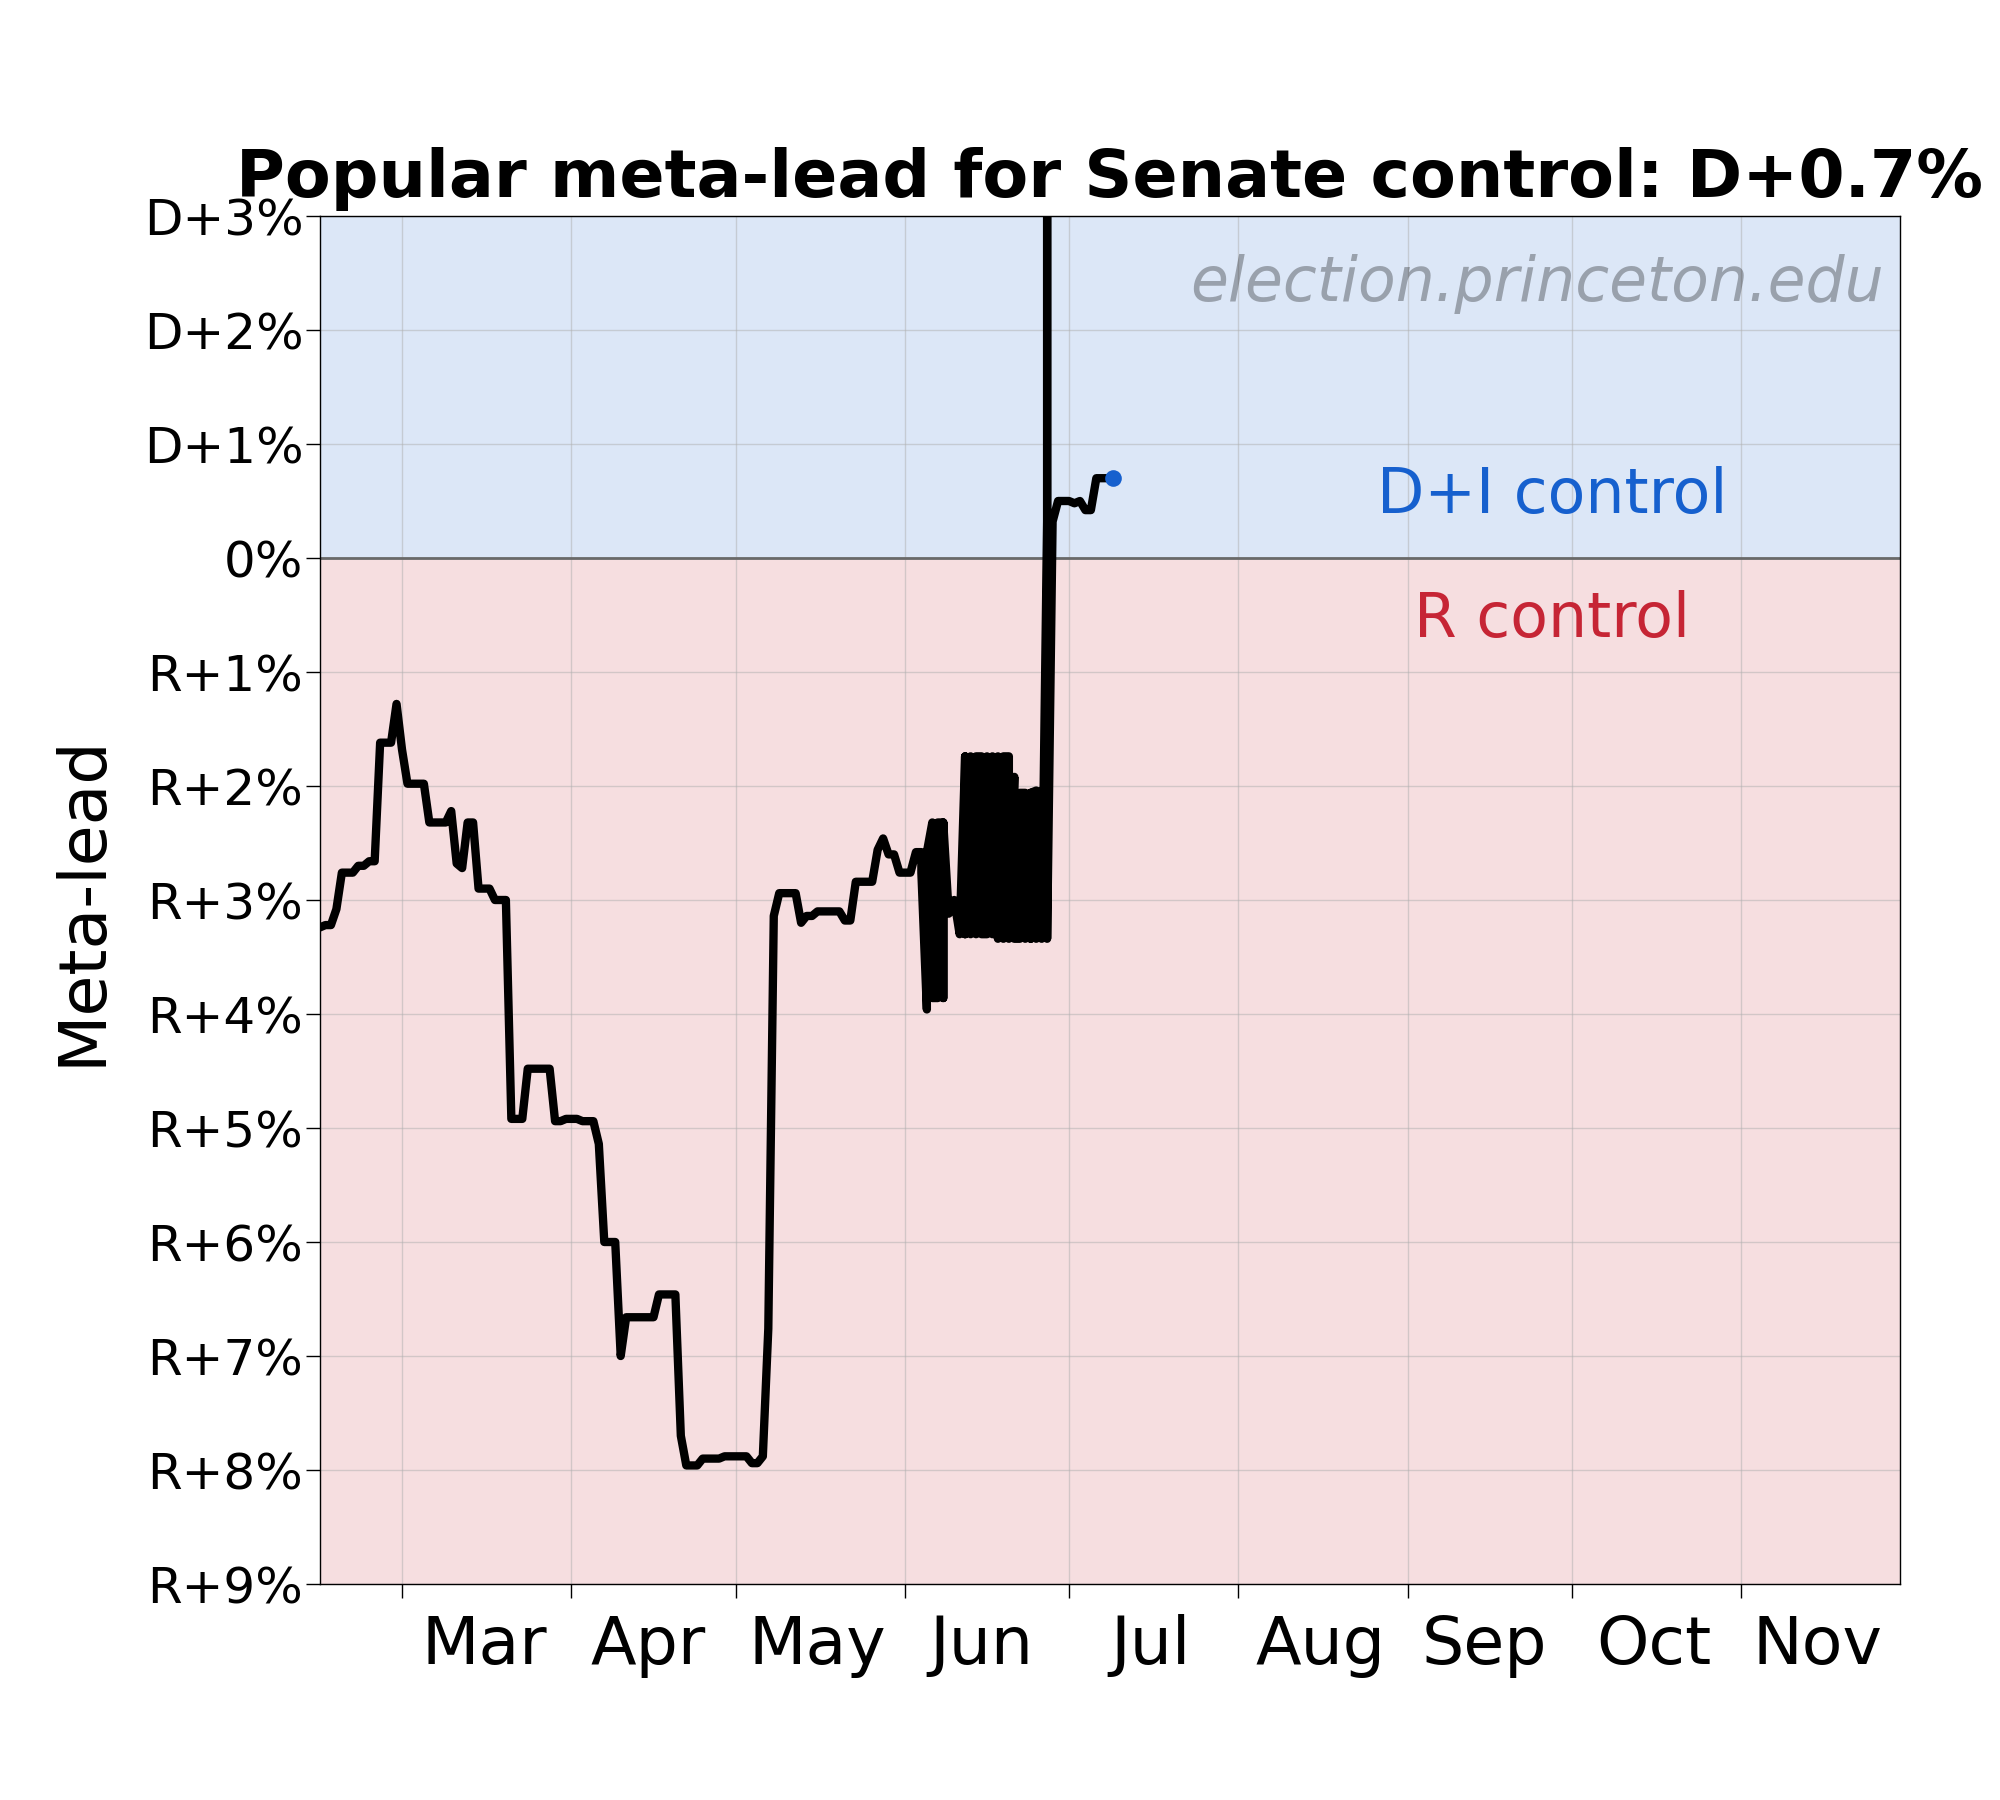 Popular meta-lead for Senate control: D+0.7%
D+3%
election.princeton.edu
D+2%
D+1%
D+I control
0%
R control
R+1%
R+2%
R+3%
R+4%
R+5%
R+6%
R+7%
R+8%
R+9%
Meta-lead
Mar Apr May Jun Jul Aug Sep Oct Nov